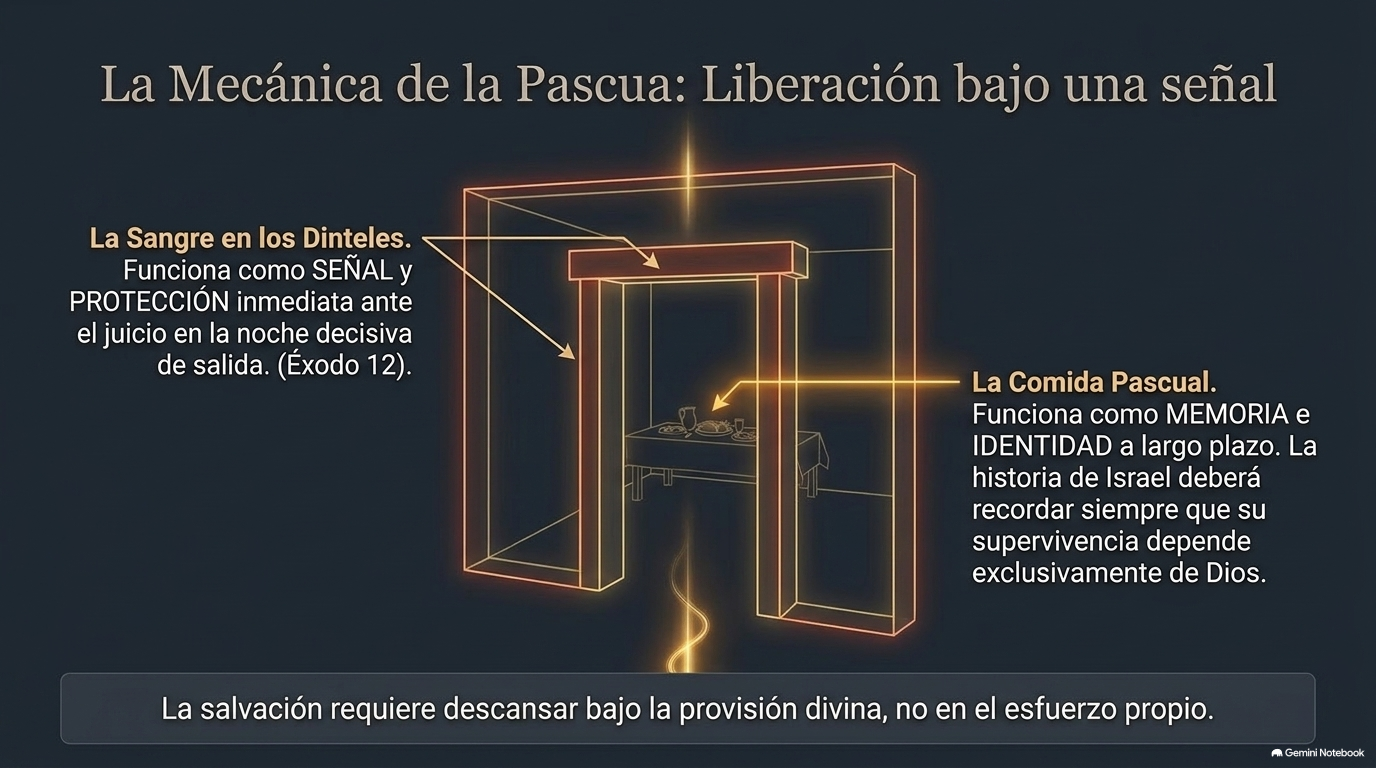 La Mecánica de la Pascua: Liberación bajo una señal
La Sangre en los Dinteles.
Funciona como SEÑAL y
PROTECCIÓN inmediata ante
el juicio en la noche decisiva
de salida. (Éxodo 12).
La Comida Pascual.
Funciona como MEMORIA e
IDENTIDAD a largo plazo. La
historia de Israel deberá
recordar siempre que su
supervivencia depende
exclusivamente de Dios.
La salvación requiere descansar bajo la provisión divina, no en el esfuerzo propio.
Gemini Notebook